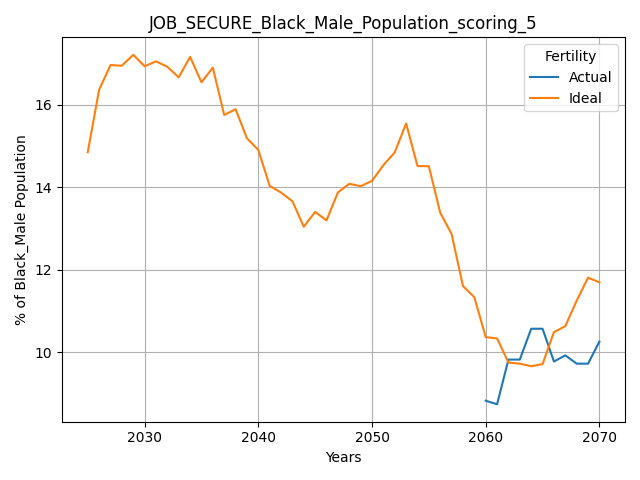 JOB_SECURE_Black_Male_Population_scoring_5
Fertility
Actual
Ideal
% of Black_Male Population
16
14
12
10
2030 2040 2050 2060 2070
Years